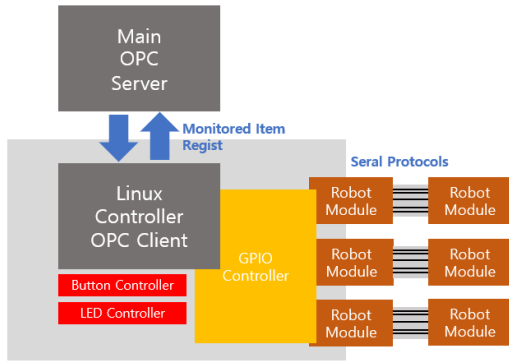 Main
OPC
Server
Monitored Item
Regist
Seral Protocols
Linux
Controller
OPC Client
GPIO
Controller
Button Controller
LED Controller
Robot
Module
Robot
Module
Robot
Module
Robot
Module
Robot
Module
Robot
Module